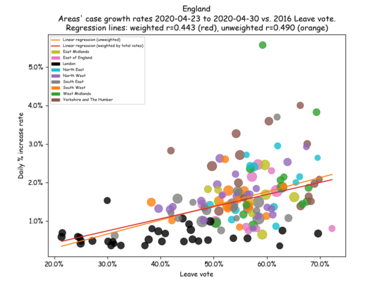 England
Areas' case growth rates 2020-04-23 to 2020-04-30 vs. 2016 Leave vote.
Regression lines: weighted r=0.443 (red), unweighted r=0.490 (orange)
Linear regression (unweighted)
Linear regression (weighted by total votes)
East Midlands
East of England
London
North East
North West
South East
South West
West Midlands
Yorkshire and The Humber
Daily % increase rate
5.0%
4.0%
3.0%
2.0%
1.0%
20.0% 30.0% 40.0% 50.0% 60.0% 70.0%
Leave vote